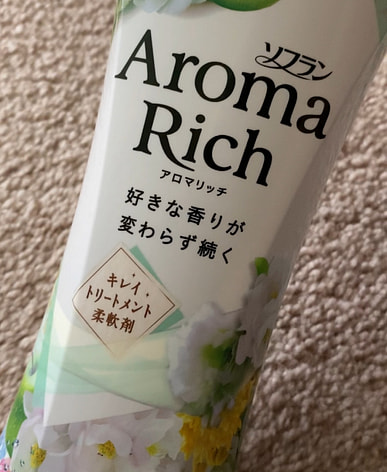 ソフラン
Aroma
Rich
アロマリッチ
好きな香りが
変わらず続く
キレイ
トリートメント
柔軟剤